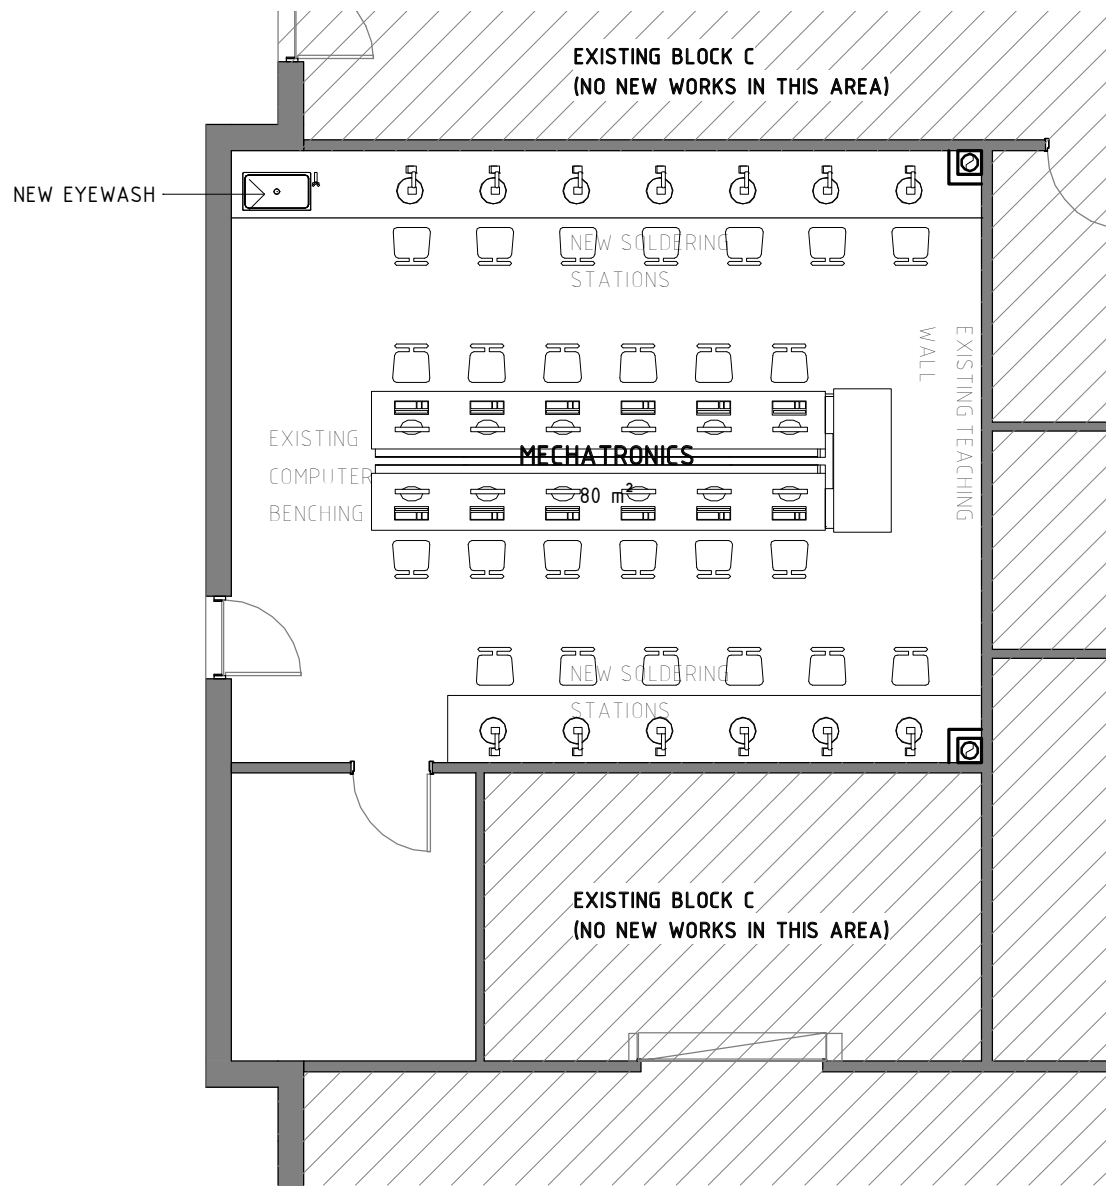 EXISTING BLOCK C
(NO NEW WORKS IN THIS AREA)
NEW EYEWASH
NEW SOLDERING
STATIONS
EXISTING TEACHING
WALL
EXISTING
COMPUTER
BENCHING
MECHATRONICS
80 m²
NEW SOLDERING
STATIONS
EXISTING BLOCK C
(NO NEW WORKS IN THIS AREA)